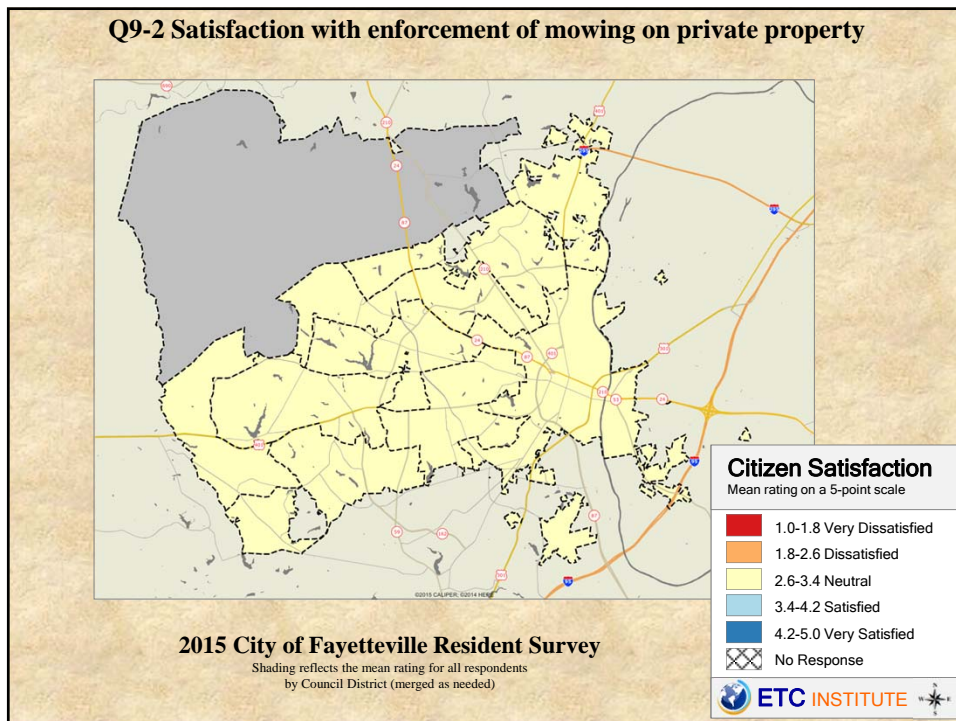 Q9-2 Satisfaction with enforcement of mowing on private property
295
95
©2015 CALIPER, ©2014 HERE
Citizen Satisfaction
Mean rating on a 5-point scale
1.0-1.8 Very Dissatisfied
1.8-2.6 Dissatisfied
2.6-3.4 Neutral
3.4-4.2 Satisfied
4.2-5.0 Very Satisfied
No Response
2015 City of Fayetteville Resident Survey
Shading reflects the mean rating for all respondents
by Council District (merged as needed)
ETC INSTITUTE